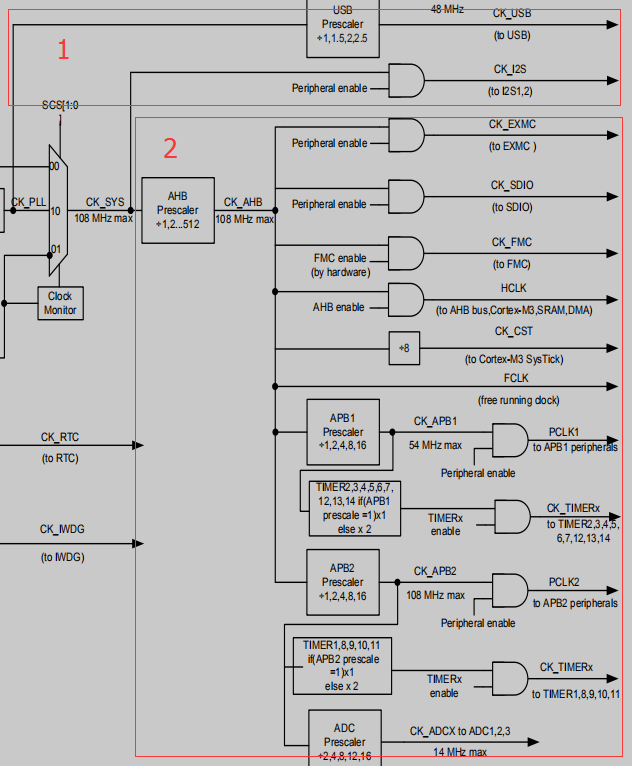 USB
Prescaler
÷1,1.5,2,2.5
48 MHz
CK_USB
(to USB)
1
CK_I2S
(to I2S1,2)
Peripheral enable
SCS[1:0
2
CK_EXMC
(to EXMC )
Peripheral enable
00
CK_PLL
10
01
CK_SYS
108 MHz max
AHB
Prescaler
÷1,2...512
CK_AHB
108 MHz max
CK_SDIO
(to SDIO)
Peripheral enable
CK_FMC
(to FMC)
FMC enable
(by hardware)
HCLK
(to AHB bus,Cortex-M3,SRAM,DMA)
AHB enable
Clock
Monitor
÷8
CK_CST
(to Cortex-M3 SysTick)
FCLK
(free running clock)
APB1
Prescaler
÷1,2,4,8,16
CK_APB1
54 MHz max
PCLK1
to APB1 peripherals
Peripheral enable
CK_RTC
(to RTC)
TIMER2,3,4,5,6,7,
12,13,14 if(APB1
prescale =1)x1
else x 2
TIMERx
enable
CK_TIMERx
to TIMER2,3,4,5,
6,7,12,13,14
CK_IWDG
(to IWDG)
APB2
Prescaler
÷1,2,4,8,16
CK_APB2
108 MHz max
PCLK2
to APB2 peripherals
Peripheral enable
TIMER1,8,9,10,11
if(APB2 prescale
=1)x1
else x 2
TIMERx
enable
CK_TIMERx
to TIMER1,8,9,10,11
ADC
Prescaler
÷2,4,8,12,16
CK_ADCX to ADC1,2,3
14 MHz max